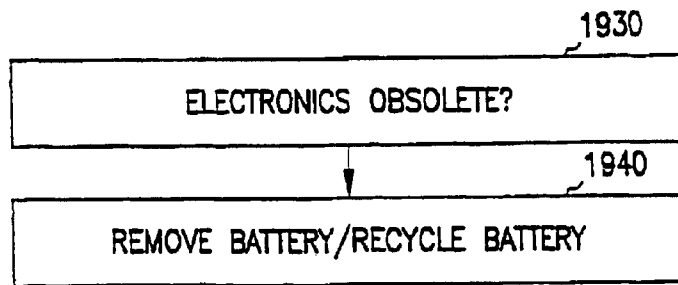 1930
ELECTRONICS OBSOLETE?
1940
REMOVE BATTERY/RECYCLE BATTERY